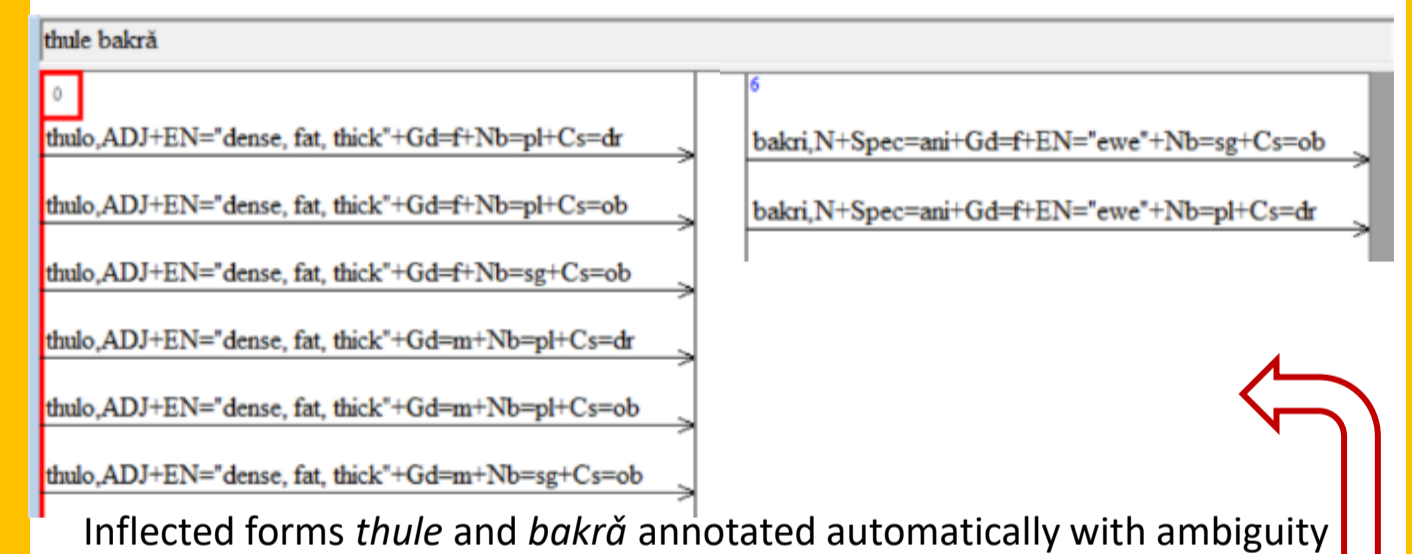 thule bakră
0
thulo,ADJ+EN="dense, fat, thick"+Gd=f+Nb=pl+Cs=dr
thulo,ADJ+EN="dense, fat, thick"+Gd=f+Nb=pl+Cs=ob
thulo,ADJ+EN="dense, fat, thick"+Gd=f+Nb=sg+Cs=ob
thulo,ADJ+EN="dense, fat, thick"+Gd=m+Nb=pl+Cs=dr
thulo,ADJ+EN="dense, fat, thick"+Gd=m+Nb=pl+Cs=ob
thulo,ADJ+EN="dense, fat, thick"+Gd=m+Nb=sg+Cs=ob
6
bakri,N+Spec=ani+Gd=f+EN="ewe"+Nb=sg+Cs=ob
bakri,N+Spec=ani+Gd=f+EN="ewe"+Nb=pl+Cs=dr
Inflected forms thule and bakrǎ annotated automatically with ambiguity